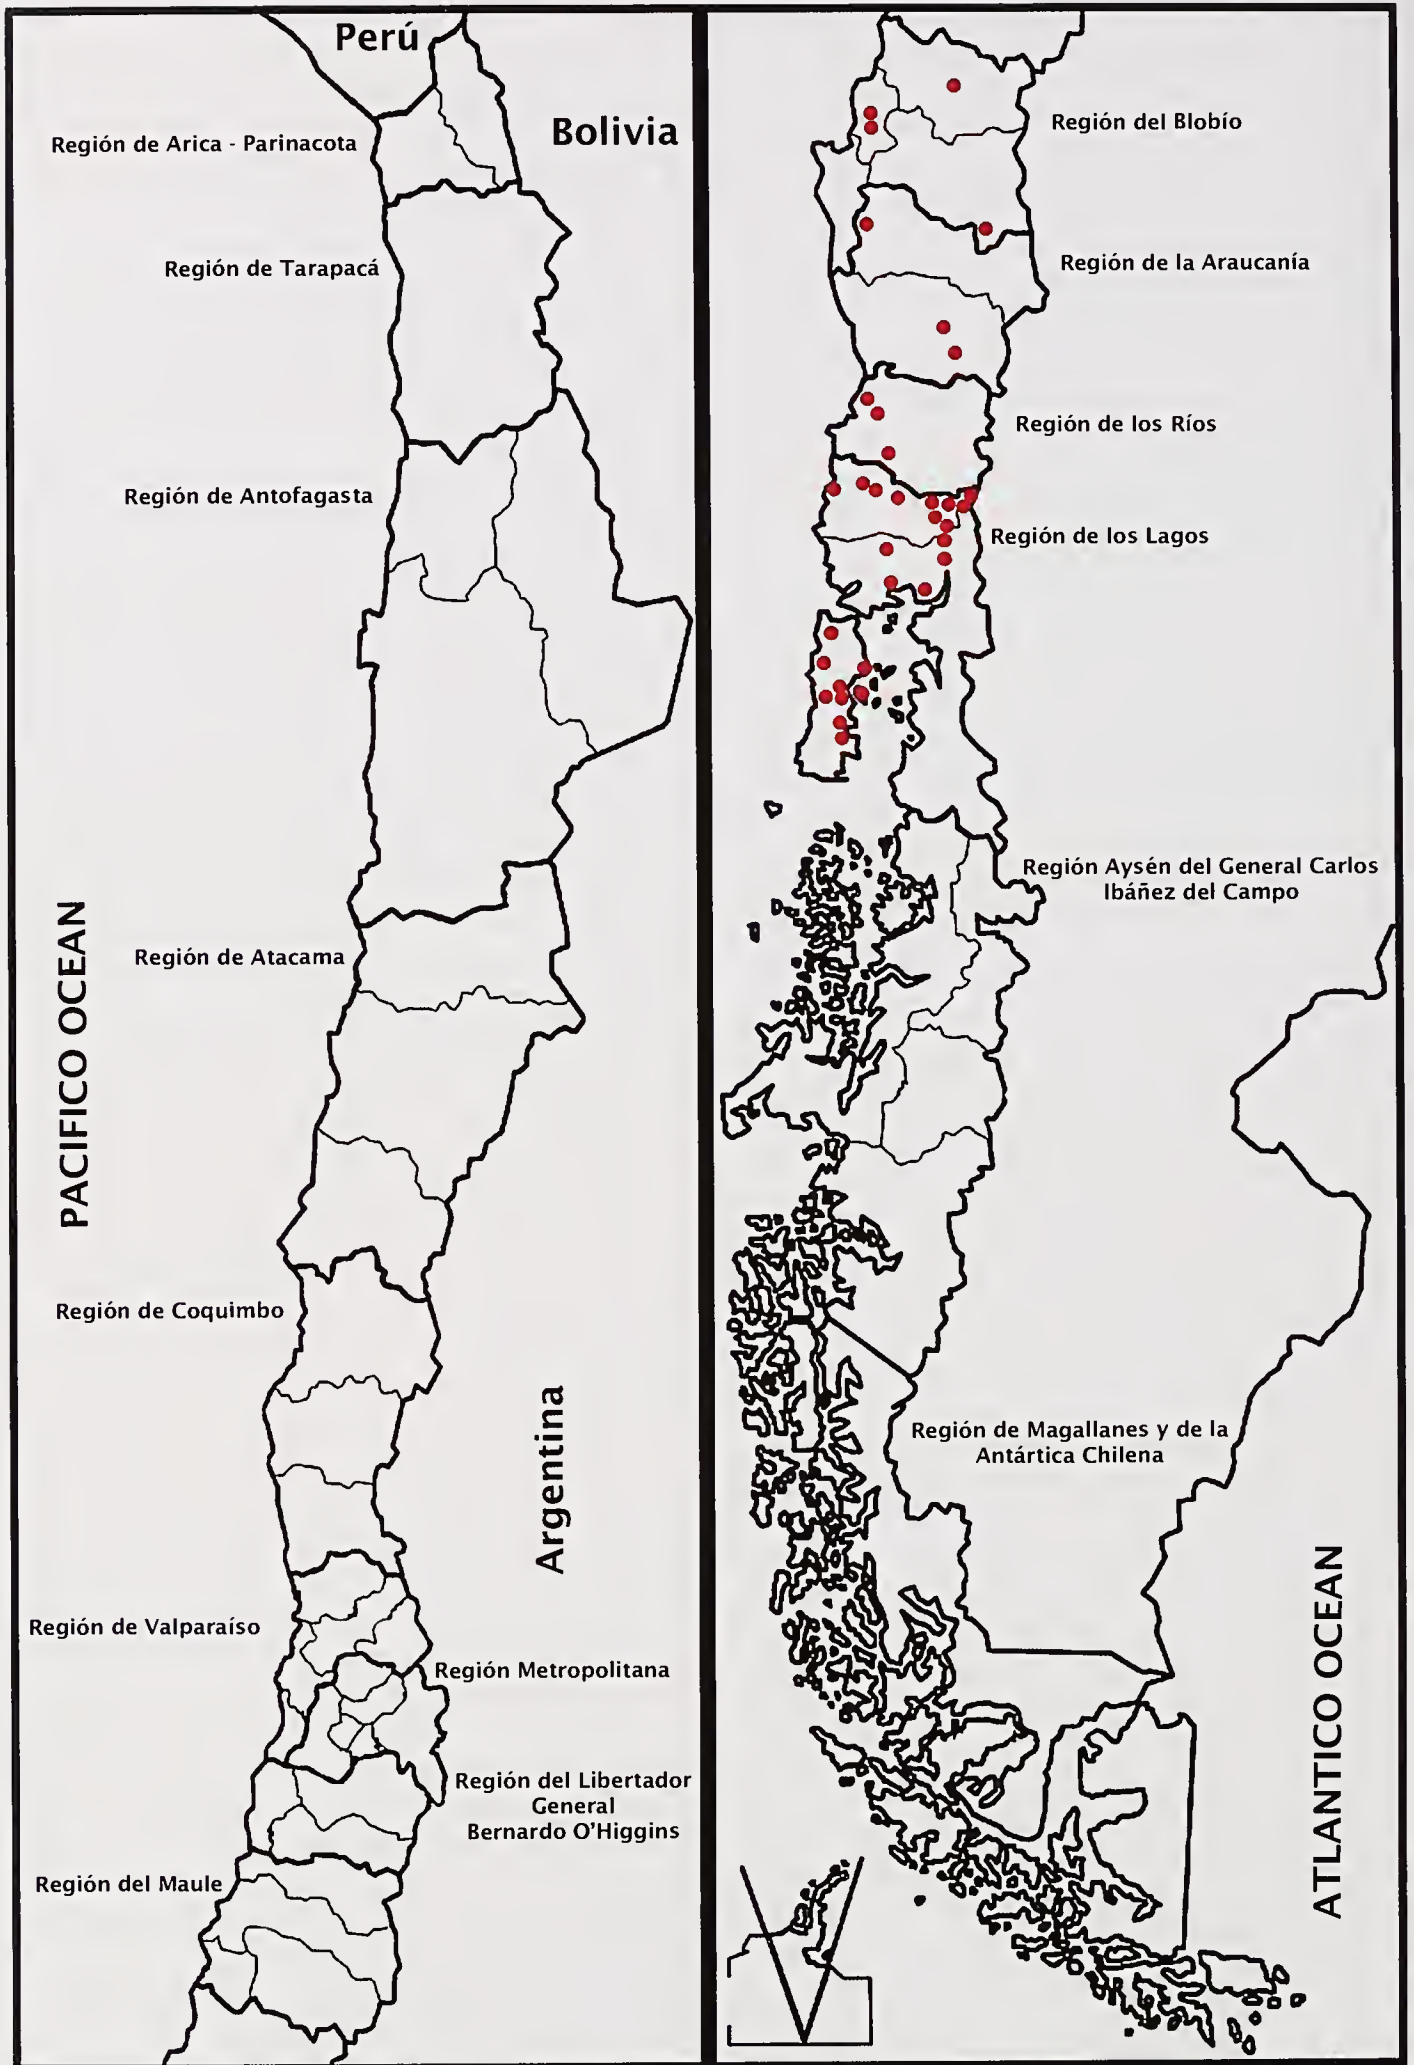 Perú
Bolivia
Región de Arica - Parinacota
Región de Tarapacá
Región de Antofagasta
Región de Atacama
PACIFICO OCEAN
Región de Coquimbo
Argentina
Región de Valparaíso
Región Metropolitana
Región del Libertador
General
Bernardo O'Higgins
Región del Maule
Región del Blobío
Región de la Araucanía
Región de los Ríos
Región de los Lagos
Región Aysén del General Carlos
Ibáñez del Campo
Región de Magallanes y de la
Antártica Chilena
ATLANTICO OCEAN